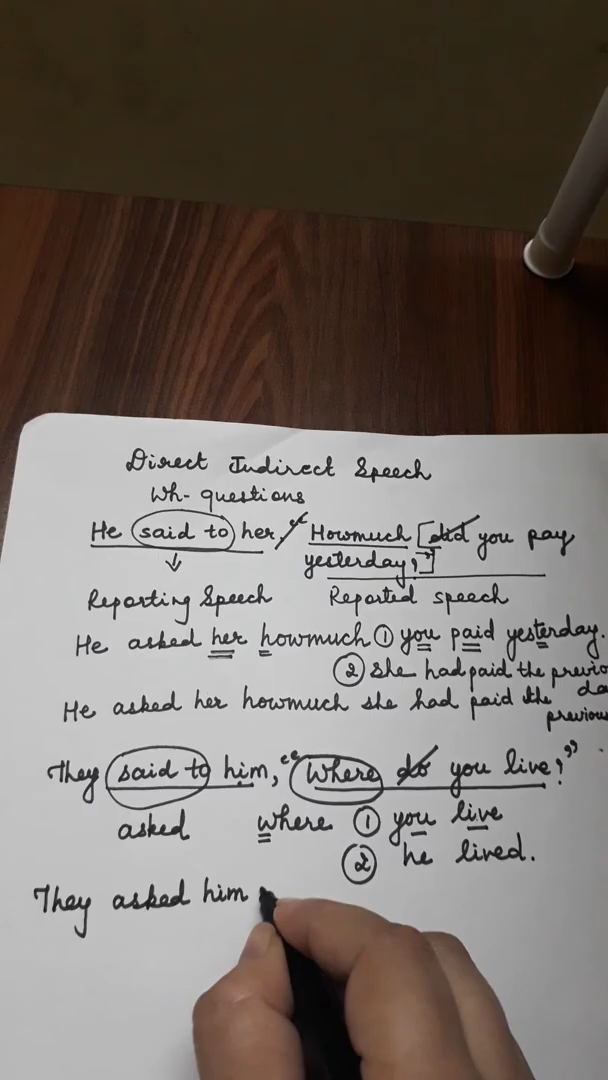 Direct Indirect Speech
Wh- questions
He said to her, " Howmuch [did you pay
yesterday?"]
Reporting Speech Reported speech
He asked her howmuch ① you paid yesterday.
② She had paid the previo
He asked her howmuch she had paid the da
previous
They said to him, "Where do you live?"
asked where ① you live
② he lived.
They asked him